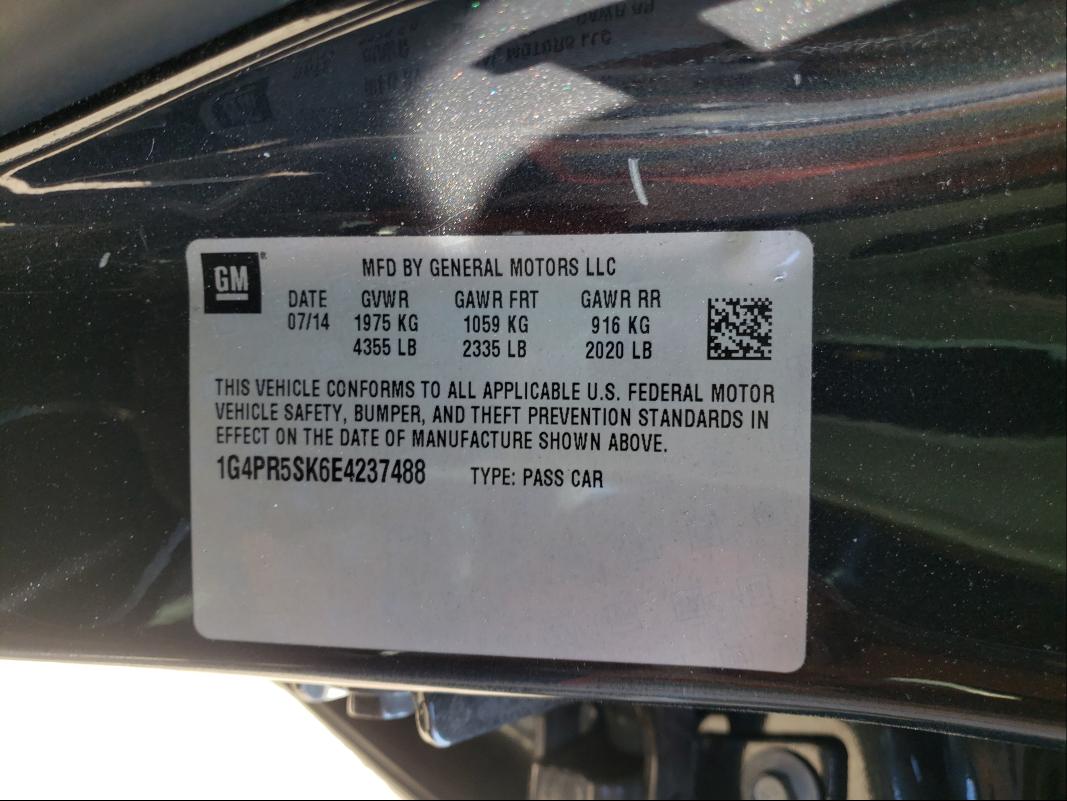 GM
MFD BY GENERAL MOTORS LLC
DATE GVWR GAWR FRT GAWR RR
07/14 1975 KG 1059 KG 916 KG
4355 LB 2335 LB 2020 LB
THIS VEHICLE CONFORMS TO ALL APPLICABLE U.S. FEDERAL MOTOR
VEHICLE SAFETY, BUMPER, AND THEFT PREVENTION STANDARDS IN
EFFECT ON THE DATE OF MANUFACTURE SHOWN ABOVE.
1G4PR5SK6E4237488 TYPE: PASS CAR